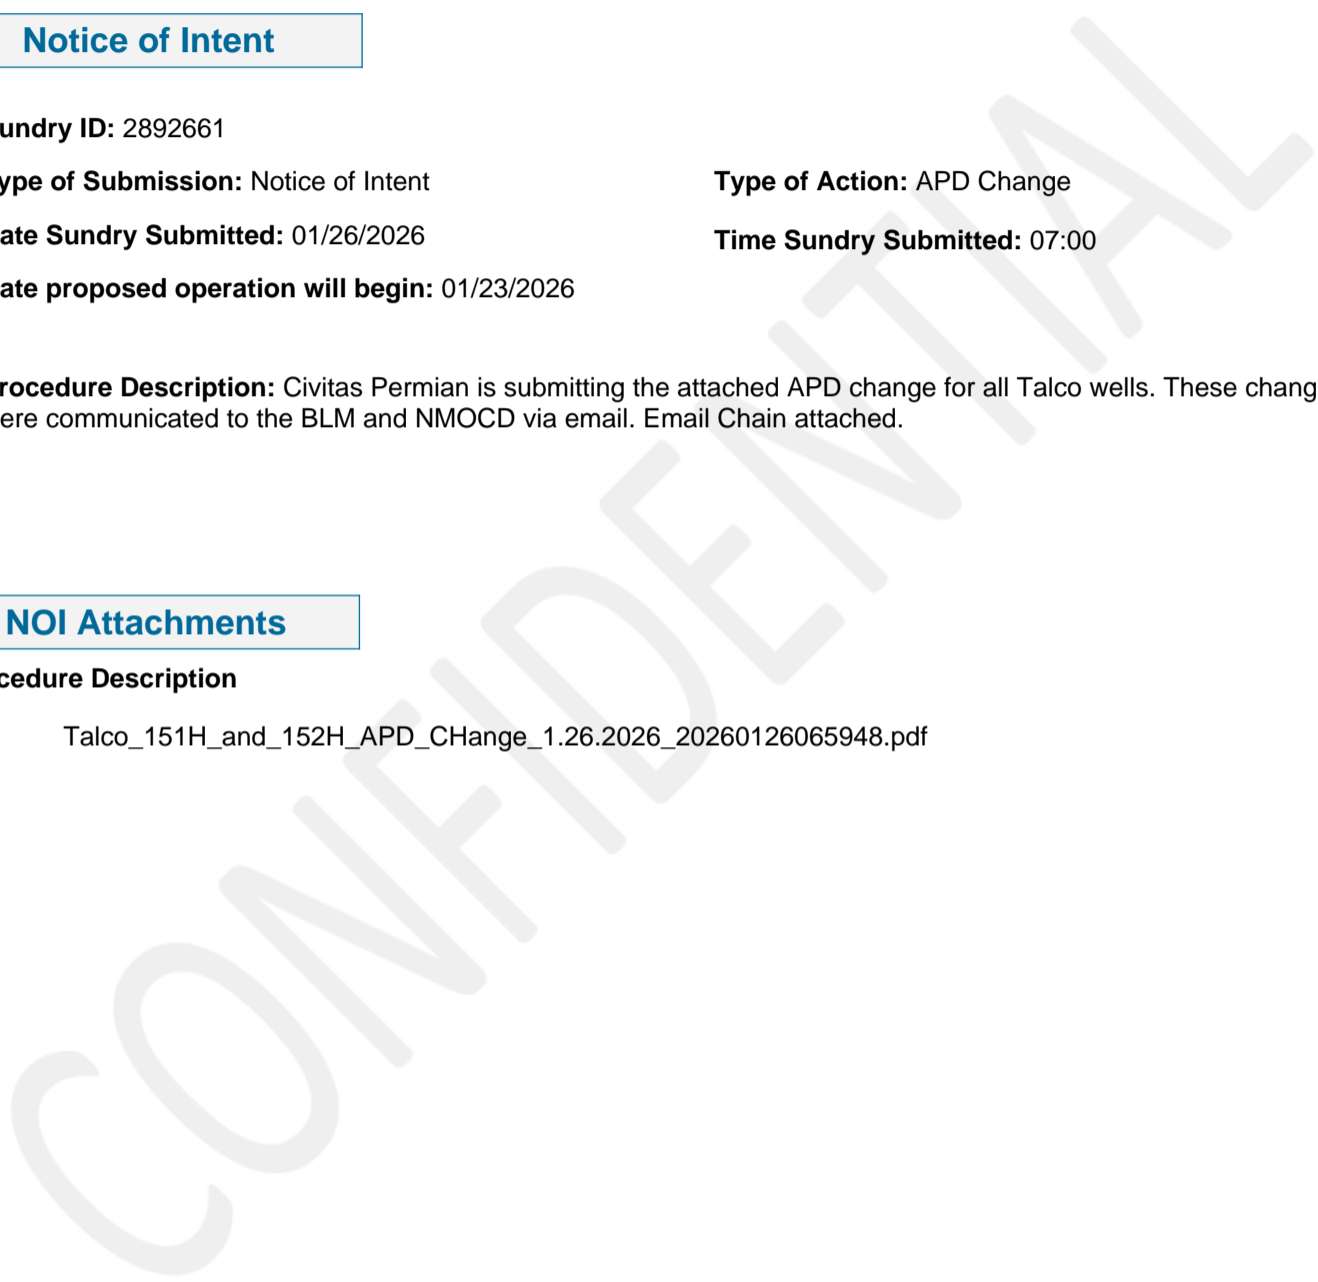 Notice of Intent
undry ID: 2892661
ype of Submission: Notice of Intent
Type of Action: APD Change
ate Sundry Submitted: 01/26/2026
Time Sundry Submitted: 07:00
ate proposed operation will begin: 01/23/2026
rocedure Description: Civitas Permian is submitting the attached APD change for all Talco wells. These chang
ere communicated to the BLM and NMOCD via email. Email Chain attached.
NOI Attachments
cedure Description
Talco_151H_and_152H_APD_CHange_1.26.2026_20260126065948.pdf
CONFIDENTIAL